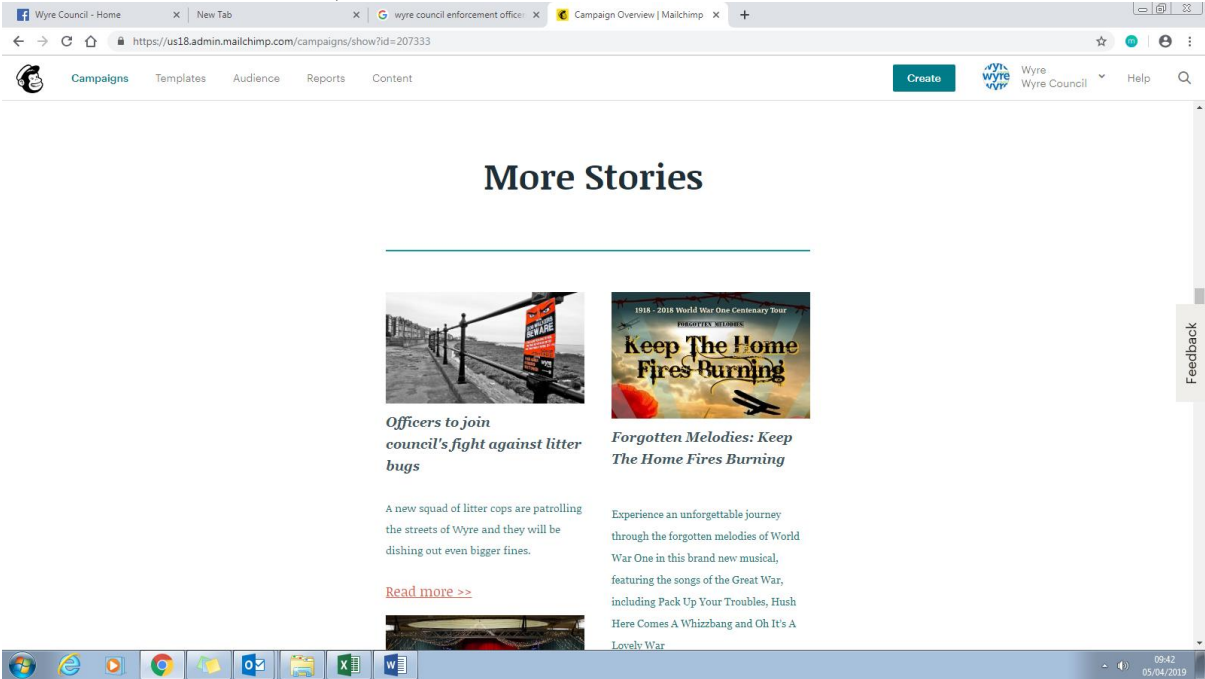 Wyre Council - Home
New Tab
wyre council enforcement officer
Campaign Overview | Mailchimp
https://us18.admin.mailchimp.com/campaigns/show?id=207333
Campaigns Templates Audience Reports Content
Create
wyre
Wyre
Wyre Council
Help
More Stories
BEWARE
Officers to join
council's fight against litter
bugs
A new squad of litter cops are patrolling
the streets of Wyre and they will be
dishing out even bigger fines.
Read more >>
1918 - 2018 World War One Centenary Tour
FORGOTTEN MELODIES
Keep The Home
Fires Burning
Forgotten Melodies: Keep
The Home Fires Burning
Experience an unforgettable journey
through the forgotten melodies of World
War One in this brand new musical,
featuring the songs of the Great War,
including Pack Up Your Troubles, Hush
Here Comes A Whizzbang and Oh It's A
Lovely War
Feedback
09:42
05/04/2019